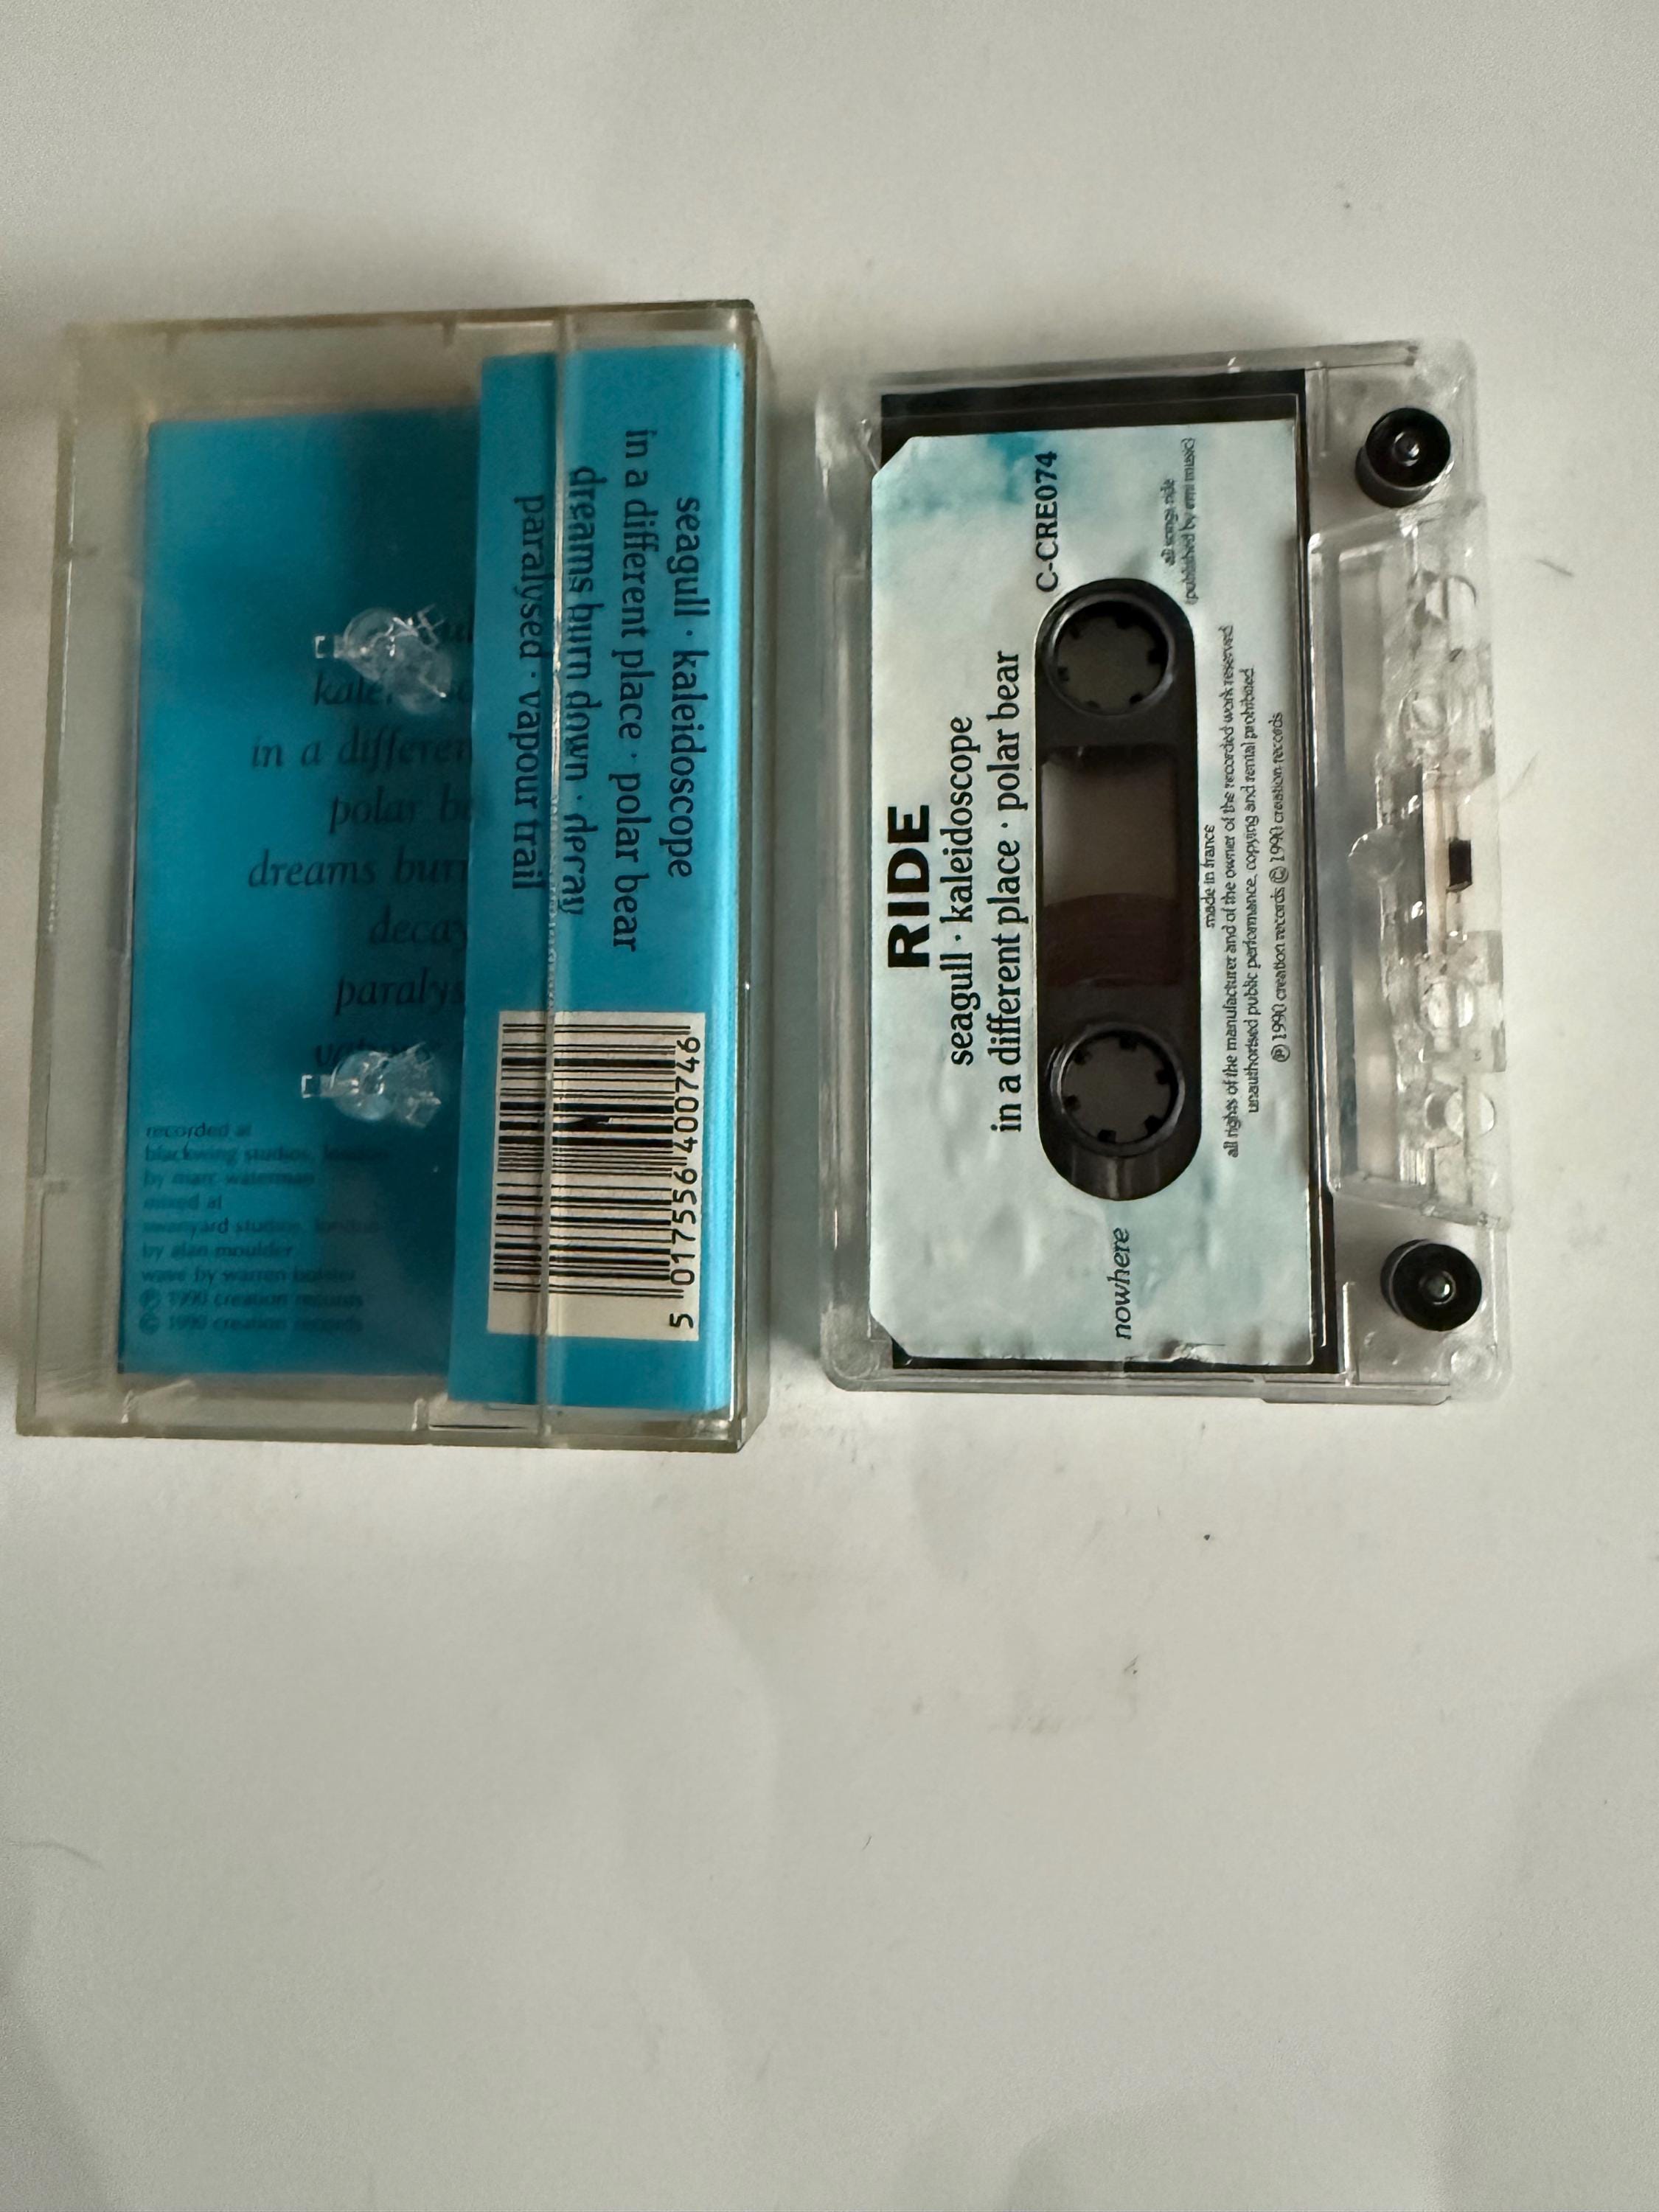 seagull · kaleidoscope
in a different place · polar bear
dreams burn down · decay
paralysed · vapour trail
5 017556 400746
in a differen
polar be
dreams burn
decay
paralys
recorded at
blackwing studios, london
by marc waterman
mixed at
swanyard studios, london
by alan moulder
wave by warren bolster
℗ 1990 creation records
© 1990 creation records
RIDE
seagull · kaleidoscope
in a different place · polar bear
C-CRE074
nowhere
all songs ride
(published by emi music)
made in france
all rights of the manufacturer and of the owner of the recorded work reserved
unauthorised public performance, copying and rental prohibited
℗ 1990 creation records © 1990 creation records